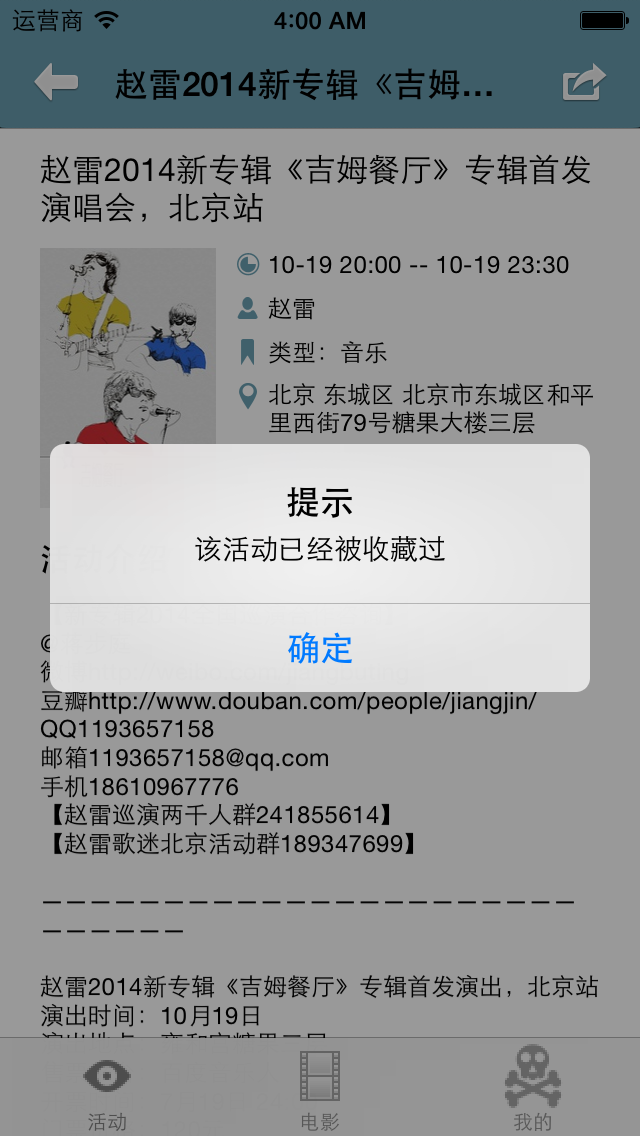 运营商
4:00 AM
赵雷2014新专辑《吉姆...
赵雷2014新专辑《吉姆餐厅》专辑首发
演唱会，北京站
10-19 20:00 -- 10-19 23:30
赵雷
类型：音乐
北京 东城区 北京市东城区和平
里西街79号糖果大楼三层
提示
该活动已经被收藏过
确定
豆瓣http://www.douban.com/people/jiangjin/
QQ1193657158
邮箱1193657158@qq.com
手机18610967776
【赵雷巡演两千人群241855614】
【赵雷歌迷北京活动群189347699】
－－－－－－－－－－－－－－－－－－－－－－
－－－－－－
赵雷2014新专辑《吉姆餐厅》专辑首发演出，北京站
演出时间：10月19日
活动
电影
我的